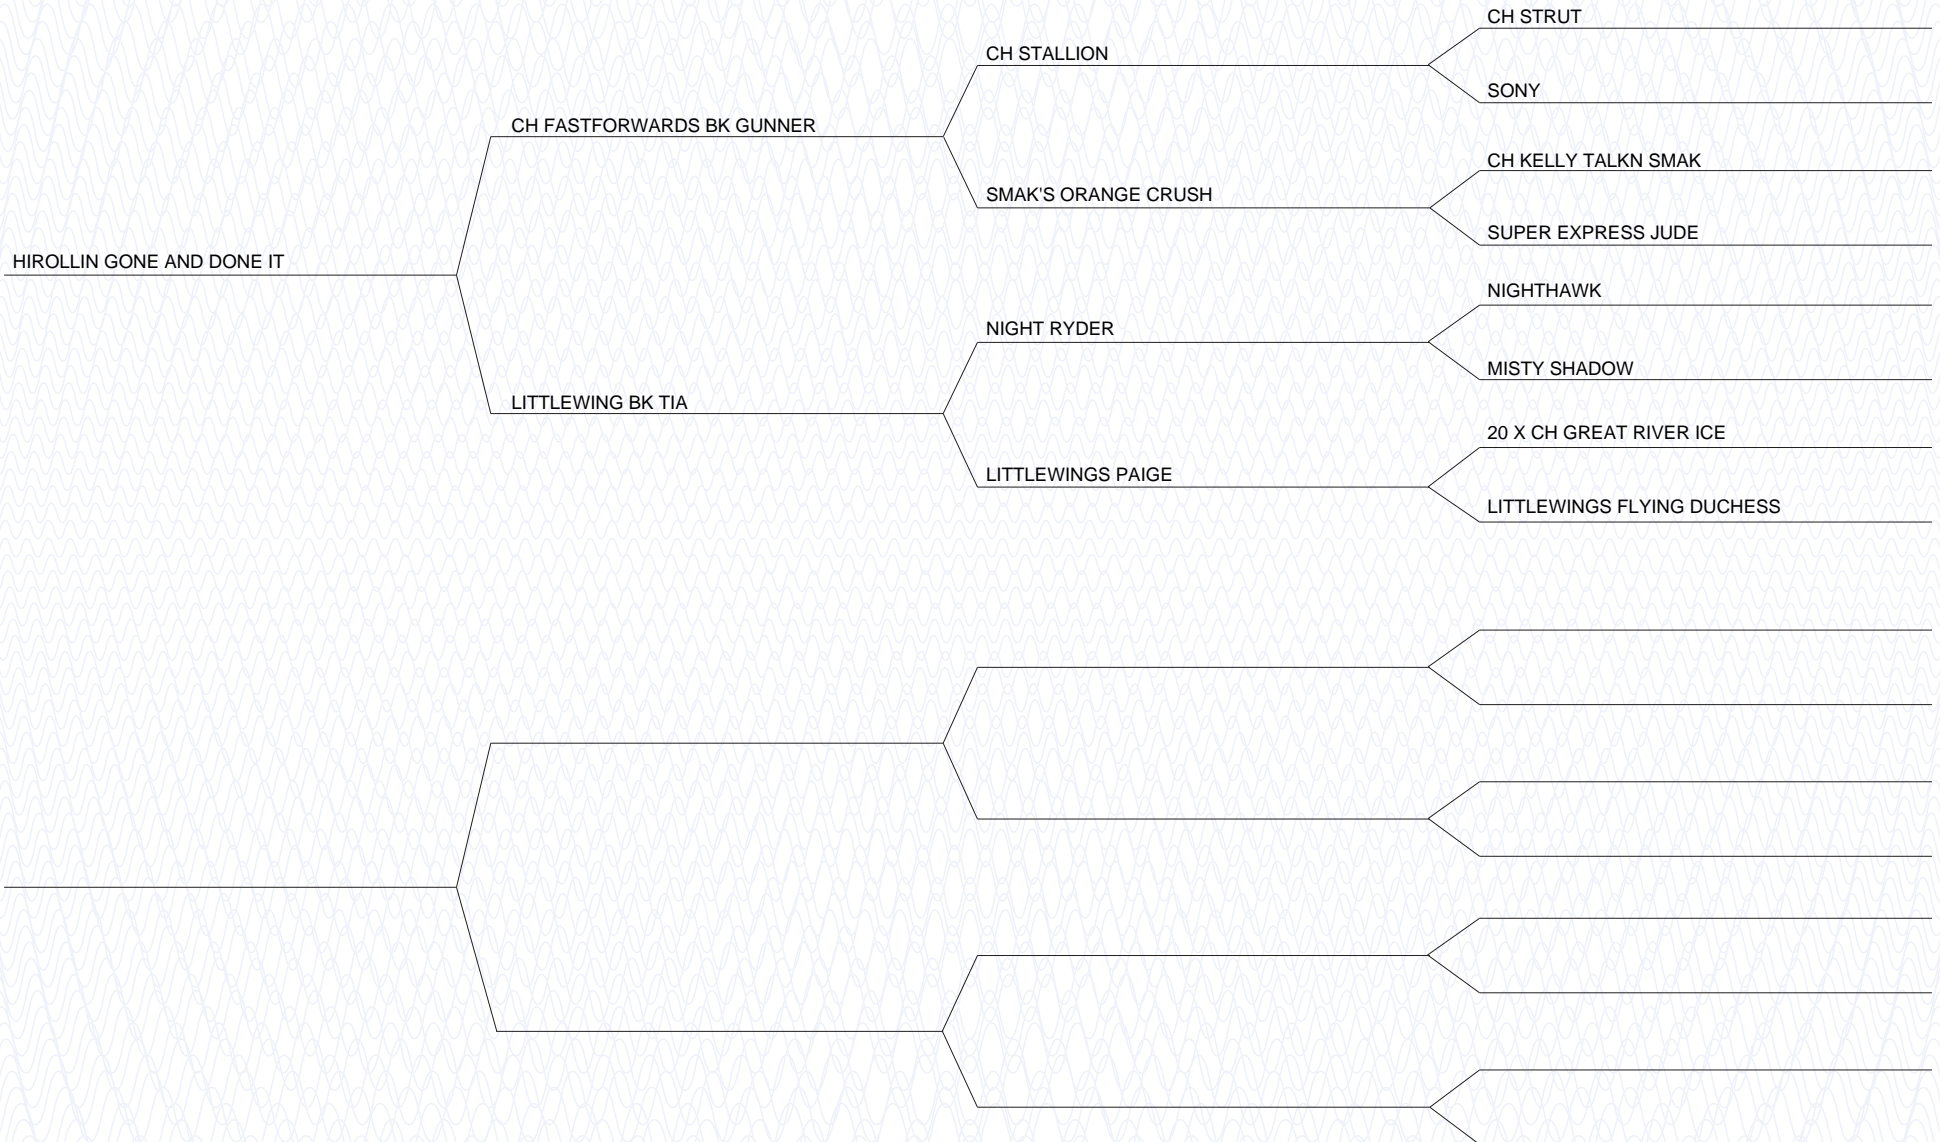 CH STRUT
CH STALLION
SONY
CH FASTFORWARDS BK GUNNER
CH KELLY TALKN SMAK
SMAK'S ORANGE CRUSH
SUPER EXPRESS JUDE
HIROLLIN GONE AND DONE IT
NIGHTHAWK
NIGHT RYDER
MISTY SHADOW
LITTLEWING BK TIA
20 X CH GREAT RIVER ICE
LITTLEWINGS PAIGE
LITTLEWINGS FLYING DUCHESS